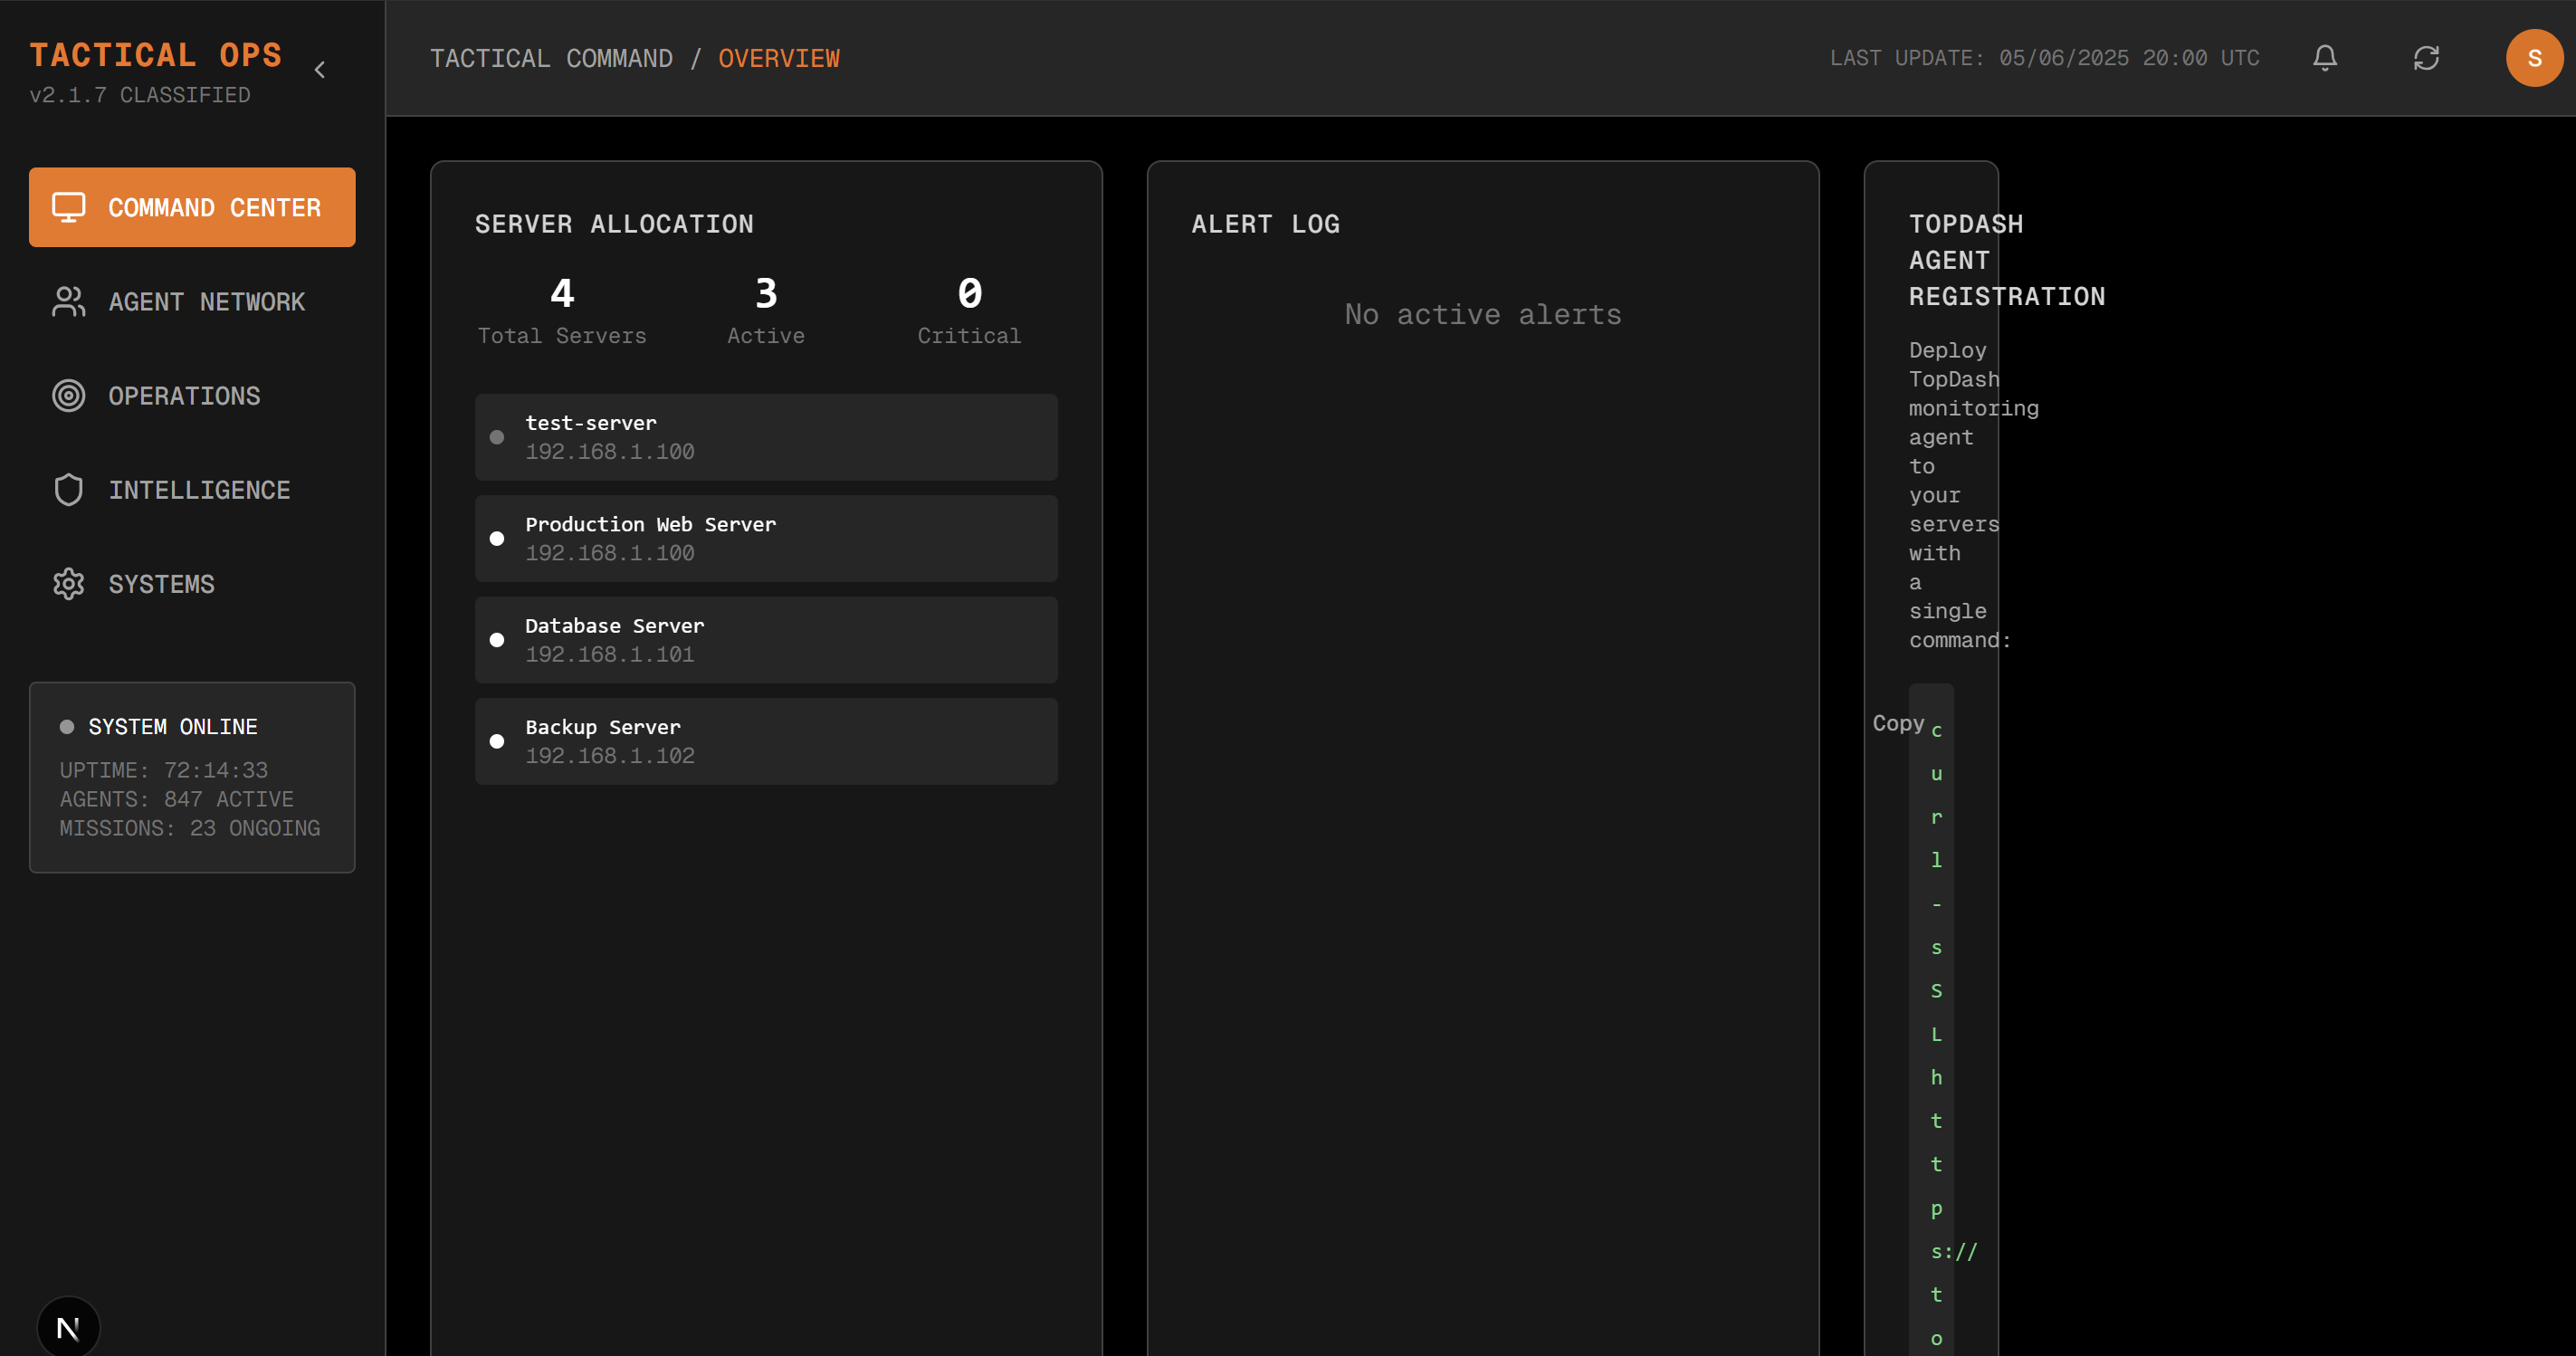 TACTICAL OPS
v2.1.7 CLASSIFIED
COMMAND CENTER
AGENT NETWORK
OPERATIONS
INTELLIGENCE
SYSTEMS
SYSTEM ONLINE
UPTIME: 72:14:33
AGENTS: 847 ACTIVE
MISSIONS: 23 ONGOING
N
TACTICAL COMMAND / OVERVIEW
LAST UPDATE: 05/06/2025 20:00 UTC
S
SERVER ALLOCATION
4 3 0
Total Servers Active Critical
test-server
192.168.1.100
Production Web Server
192.168.1.100
Database Server
192.168.1.101
Backup Server
192.168.1.102
ALERT LOG
No active alerts
TOPDASH
AGENT
REGISTRATION
Deploy
TopDash
monitoring
agent
to
your
servers
with
a
single
command:
Copy
c
u
r
l
-
s
S
L
h
t
t
p
s://
t
o